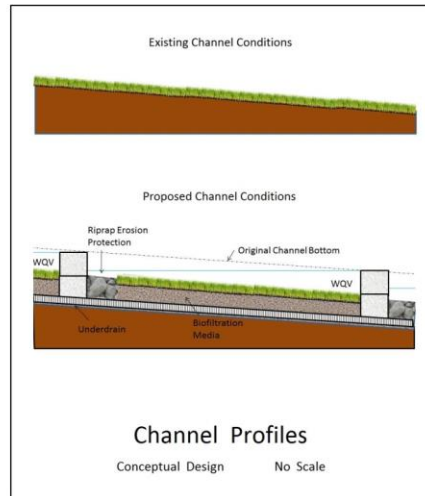 Existing Channel Conditions
Proposed Channel Conditions
Riprap Erosion
Protection
Original Channel Bottom
WQV
WQV
Underdrain
Biofiltration
Media
Channel Profiles
Conceptual Design No Scale